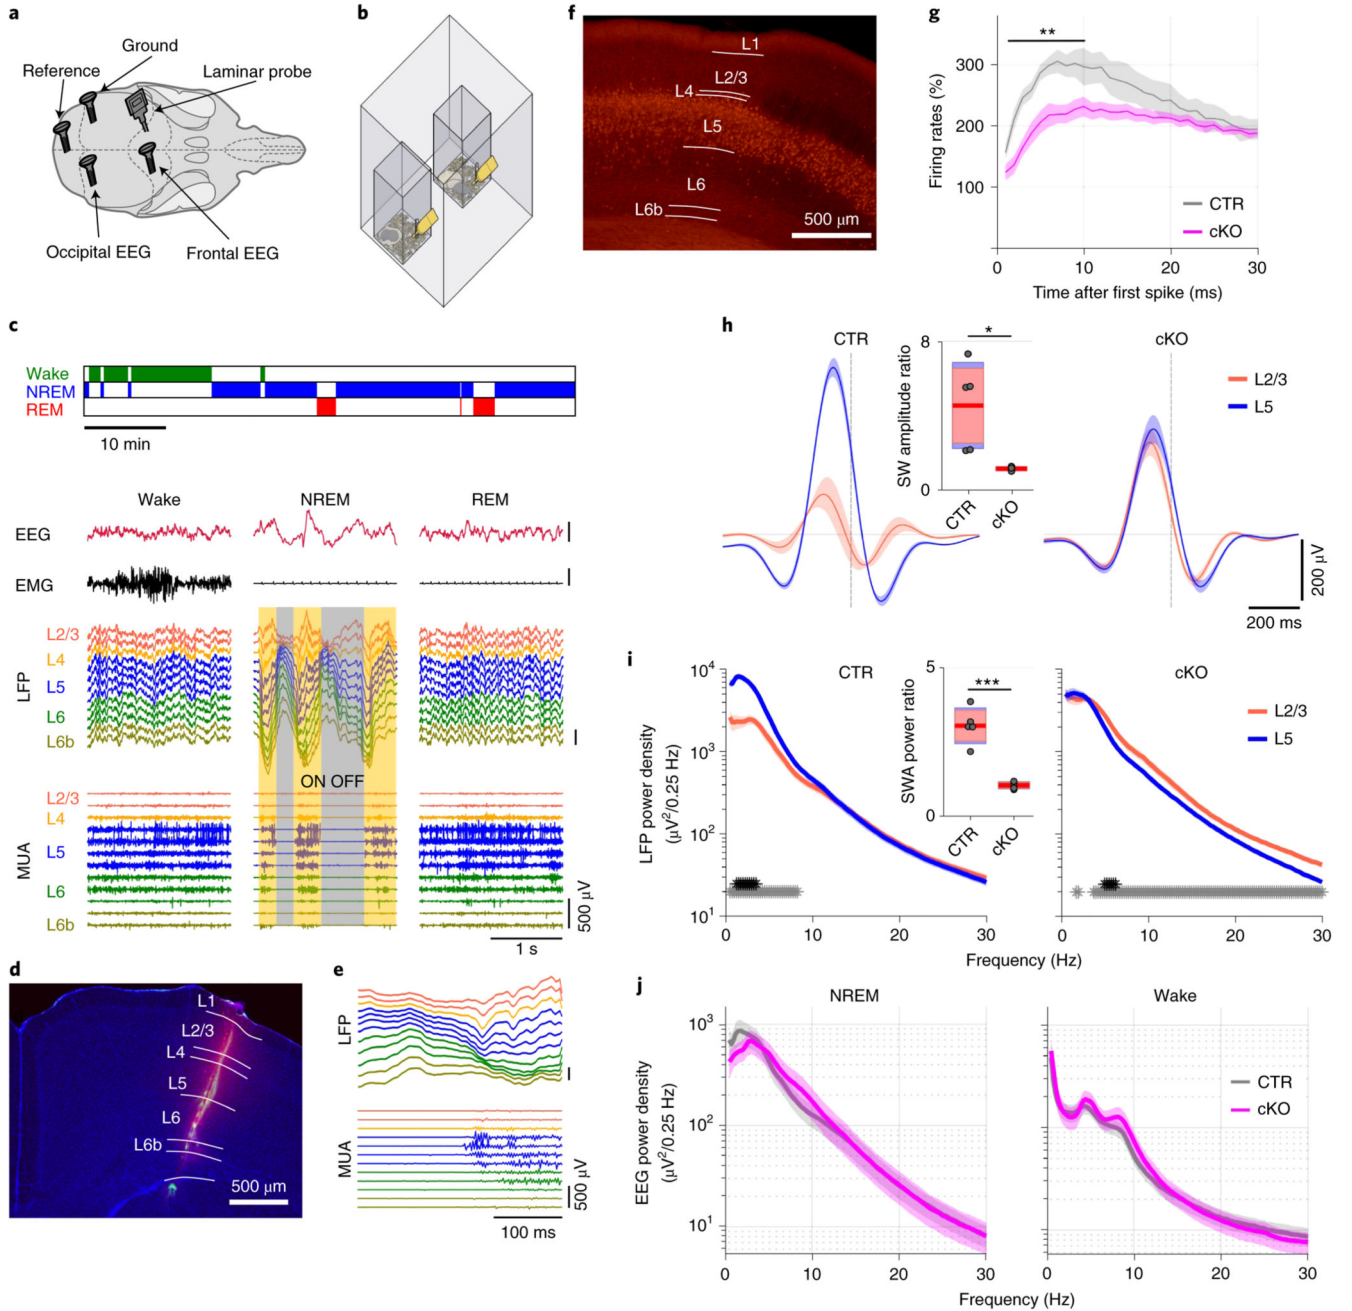 a
Ground
Reference
Laminar probe
Occipital EEG
Frontal EEG
b
c
Wake
NREM
REM
10 min
Wake
NREM
REM
EEG
EMG
LFP
L2/3
L4
L5
L6
L6b
ON OFF
MUA
L2/3
L4
L5
L6
L6b
500 µV
1 s
d
L1
L2/3
L4
L5
L6
L6b
500 µm
e
LFP
MUA
500 µV
100 ms
f
L1
L2/3
L4
L5
L6
L6b
500 µm
g
**
Firing rates (%)
300
200
100
CTR
cKO
0
10
20
30
Time after first spike (ms)
h
CTR
SW amplitude ratio
8
0
*
CTR
cKO
cKO
L2/3
L5
200 µV
200 ms
i
CTR
LFP power density
(µV²/0.25 Hz)
10⁴
10³
10²
10¹
SWA power ratio
5
0
***
CTR
cKO
cKO
L2/3
L5
0
10
20
30
0
10
20
30
Frequency (Hz)
j
NREM
Wake
EEG power density
(µV²/0.25 Hz)
10³
10²
10¹
CTR
cKO
0
10
20
30
0
10
20
30
Frequency (Hz)